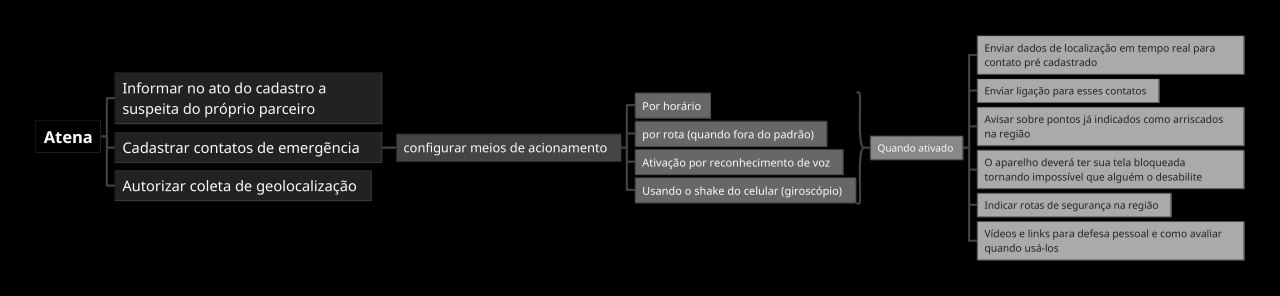 Atena
Informar no ato do cadastro a
suspeita do próprio parceiro
Cadastrar contatos de emergência
Autorizar coleta de geolocalização
configurar meios de acionamento
Por horário
por rota (quando fora do padrão)
Ativação por reconhecimento de voz
Usando o shake do celular (giroscópio)
Quando ativado
Enviar dados de localização em tempo real para
contato pré cadastrado
Enviar ligação para esses contatos
Avisar sobre pontos já indicados como arriscados
na região
O aparelho deverá ter sua tela bloqueada
tornando impossível que alguém o desabilite
Indicar rotas de segurança na região
Vídeos e links para defesa pessoal e como avaliar
quando usá-los